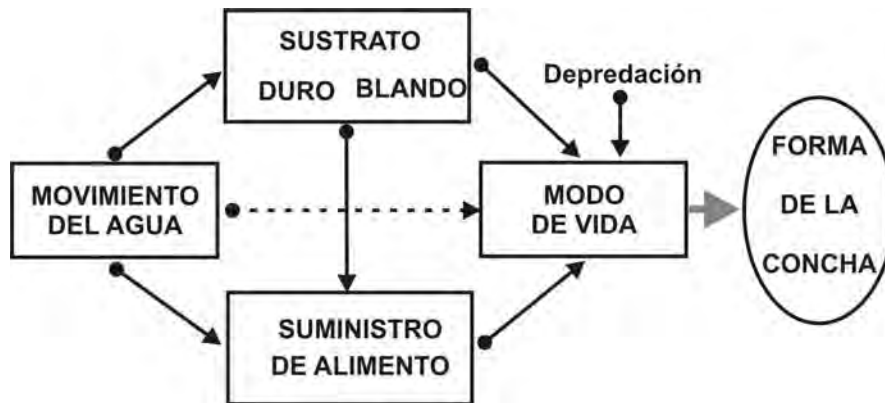 SUSTRATO
DURO BLANDO
Depredación
MOVIMIENTO
DEL AGUA
MODO
DE VIDA
FORMA
DE LA
CONCHA
SUMINISTRO
DE ALIMENTO